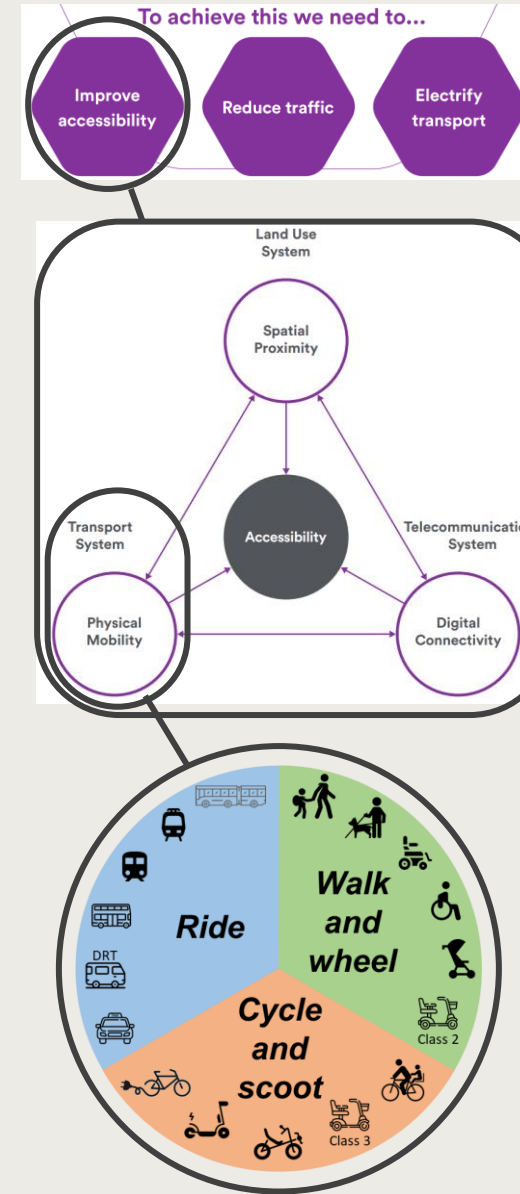 To achieve this we need to...
Improve
accessibility
Reduce traffic
Electrify
transport
Land Use
System
Spatial
Proximity
Transport
System
Accessibility
Telecommunicatio
System
Physical
Mobility
Digital
Connectivity
Ride
Walk
and
wheel
DRT
Cycle
and
scoot
Class 2
Class 3